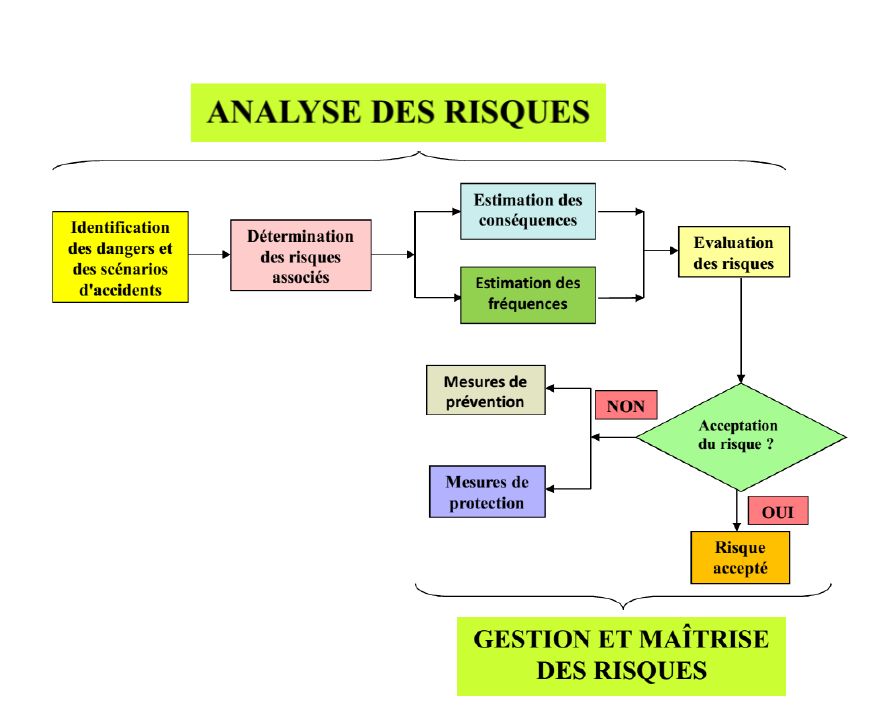 ANALYSE DES RISQUES
Identification
des dangers et
des scénarios
d'accidents
Détermination
des risques
associés
Estimation des
conséquences
Estimation des
fréquences
Evaluation
des risques
Mesures de
prévention
NON
Acceptation
du risque ?
Mesures de
protection
OUI
Risque
accepté
GESTION ET MAÎTRISE
DES RISQUES